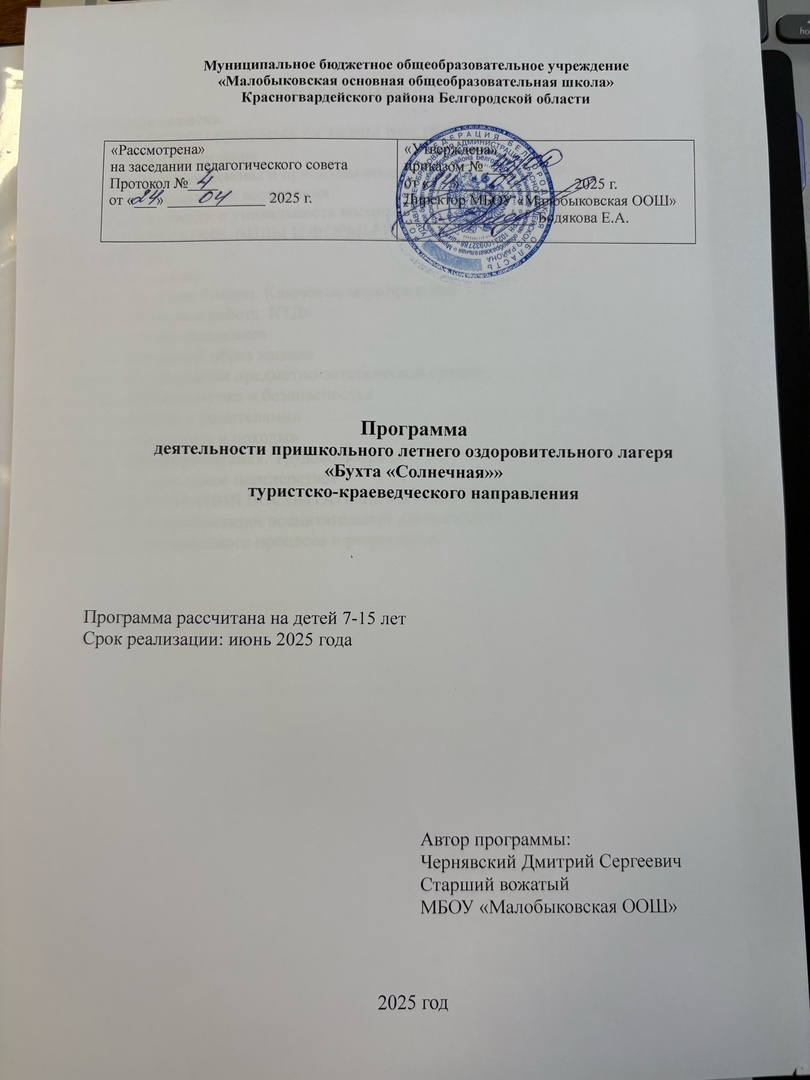 Муниципальное бюджетное общеобразовательное учреждение
«Малобыковская основная общеобразовательная школа»
Красногвардейского района Белгородской области
«Рассмотрена»
на заседании педагогического совета
Протокол № 4
от «24» 04 2025 г.
«Утверждена»
приказом №
от « » 2025 г.
Директор МБОУ «Малобыковская ООШ»
Бодякова Е.А.
Программа
деятельности пришкольного летнего оздоровительного лагеря
«Бухта «Солнечная»»
туристско-краеведческого направления
Программа рассчитана на детей 7-15 лет
Срок реализации: июнь 2025 года
Автор программы:
Чернявский Дмитрий Сергеевич
Старший вожатый
МБОУ «Малобыковская ООШ»
2025 год